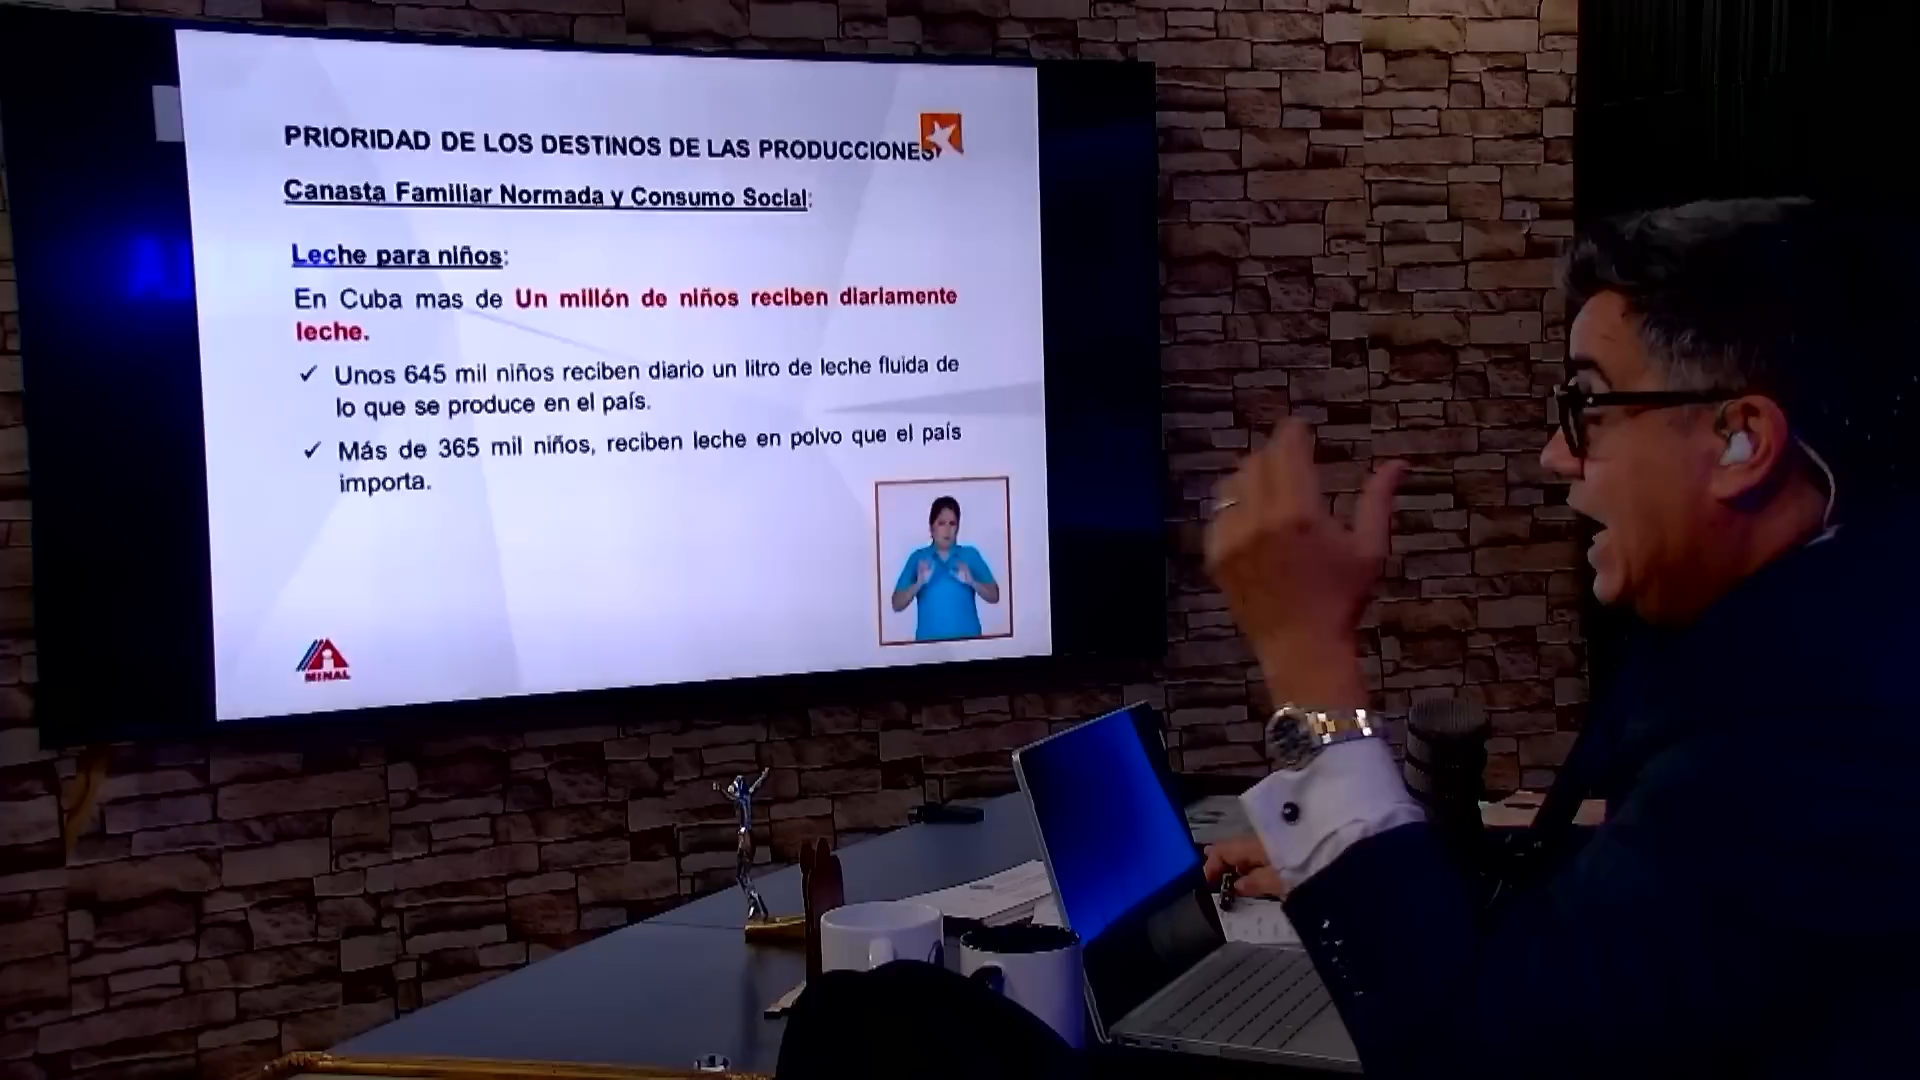 PRIORIDAD DE LOS DESTINOS DE LAS PRODUCCIONES
Canasta Familiar Normada y Consumo Social:
Leche para niños:
En Cuba mas de Un millón de niños reciben diariamente
leche.
✓ Unos 645 mil niños reciben diario un litro de leche fluida de
lo que se produce en el país.
✓ Más de 365 mil niños, reciben leche en polvo que el país
importa.
MINAL